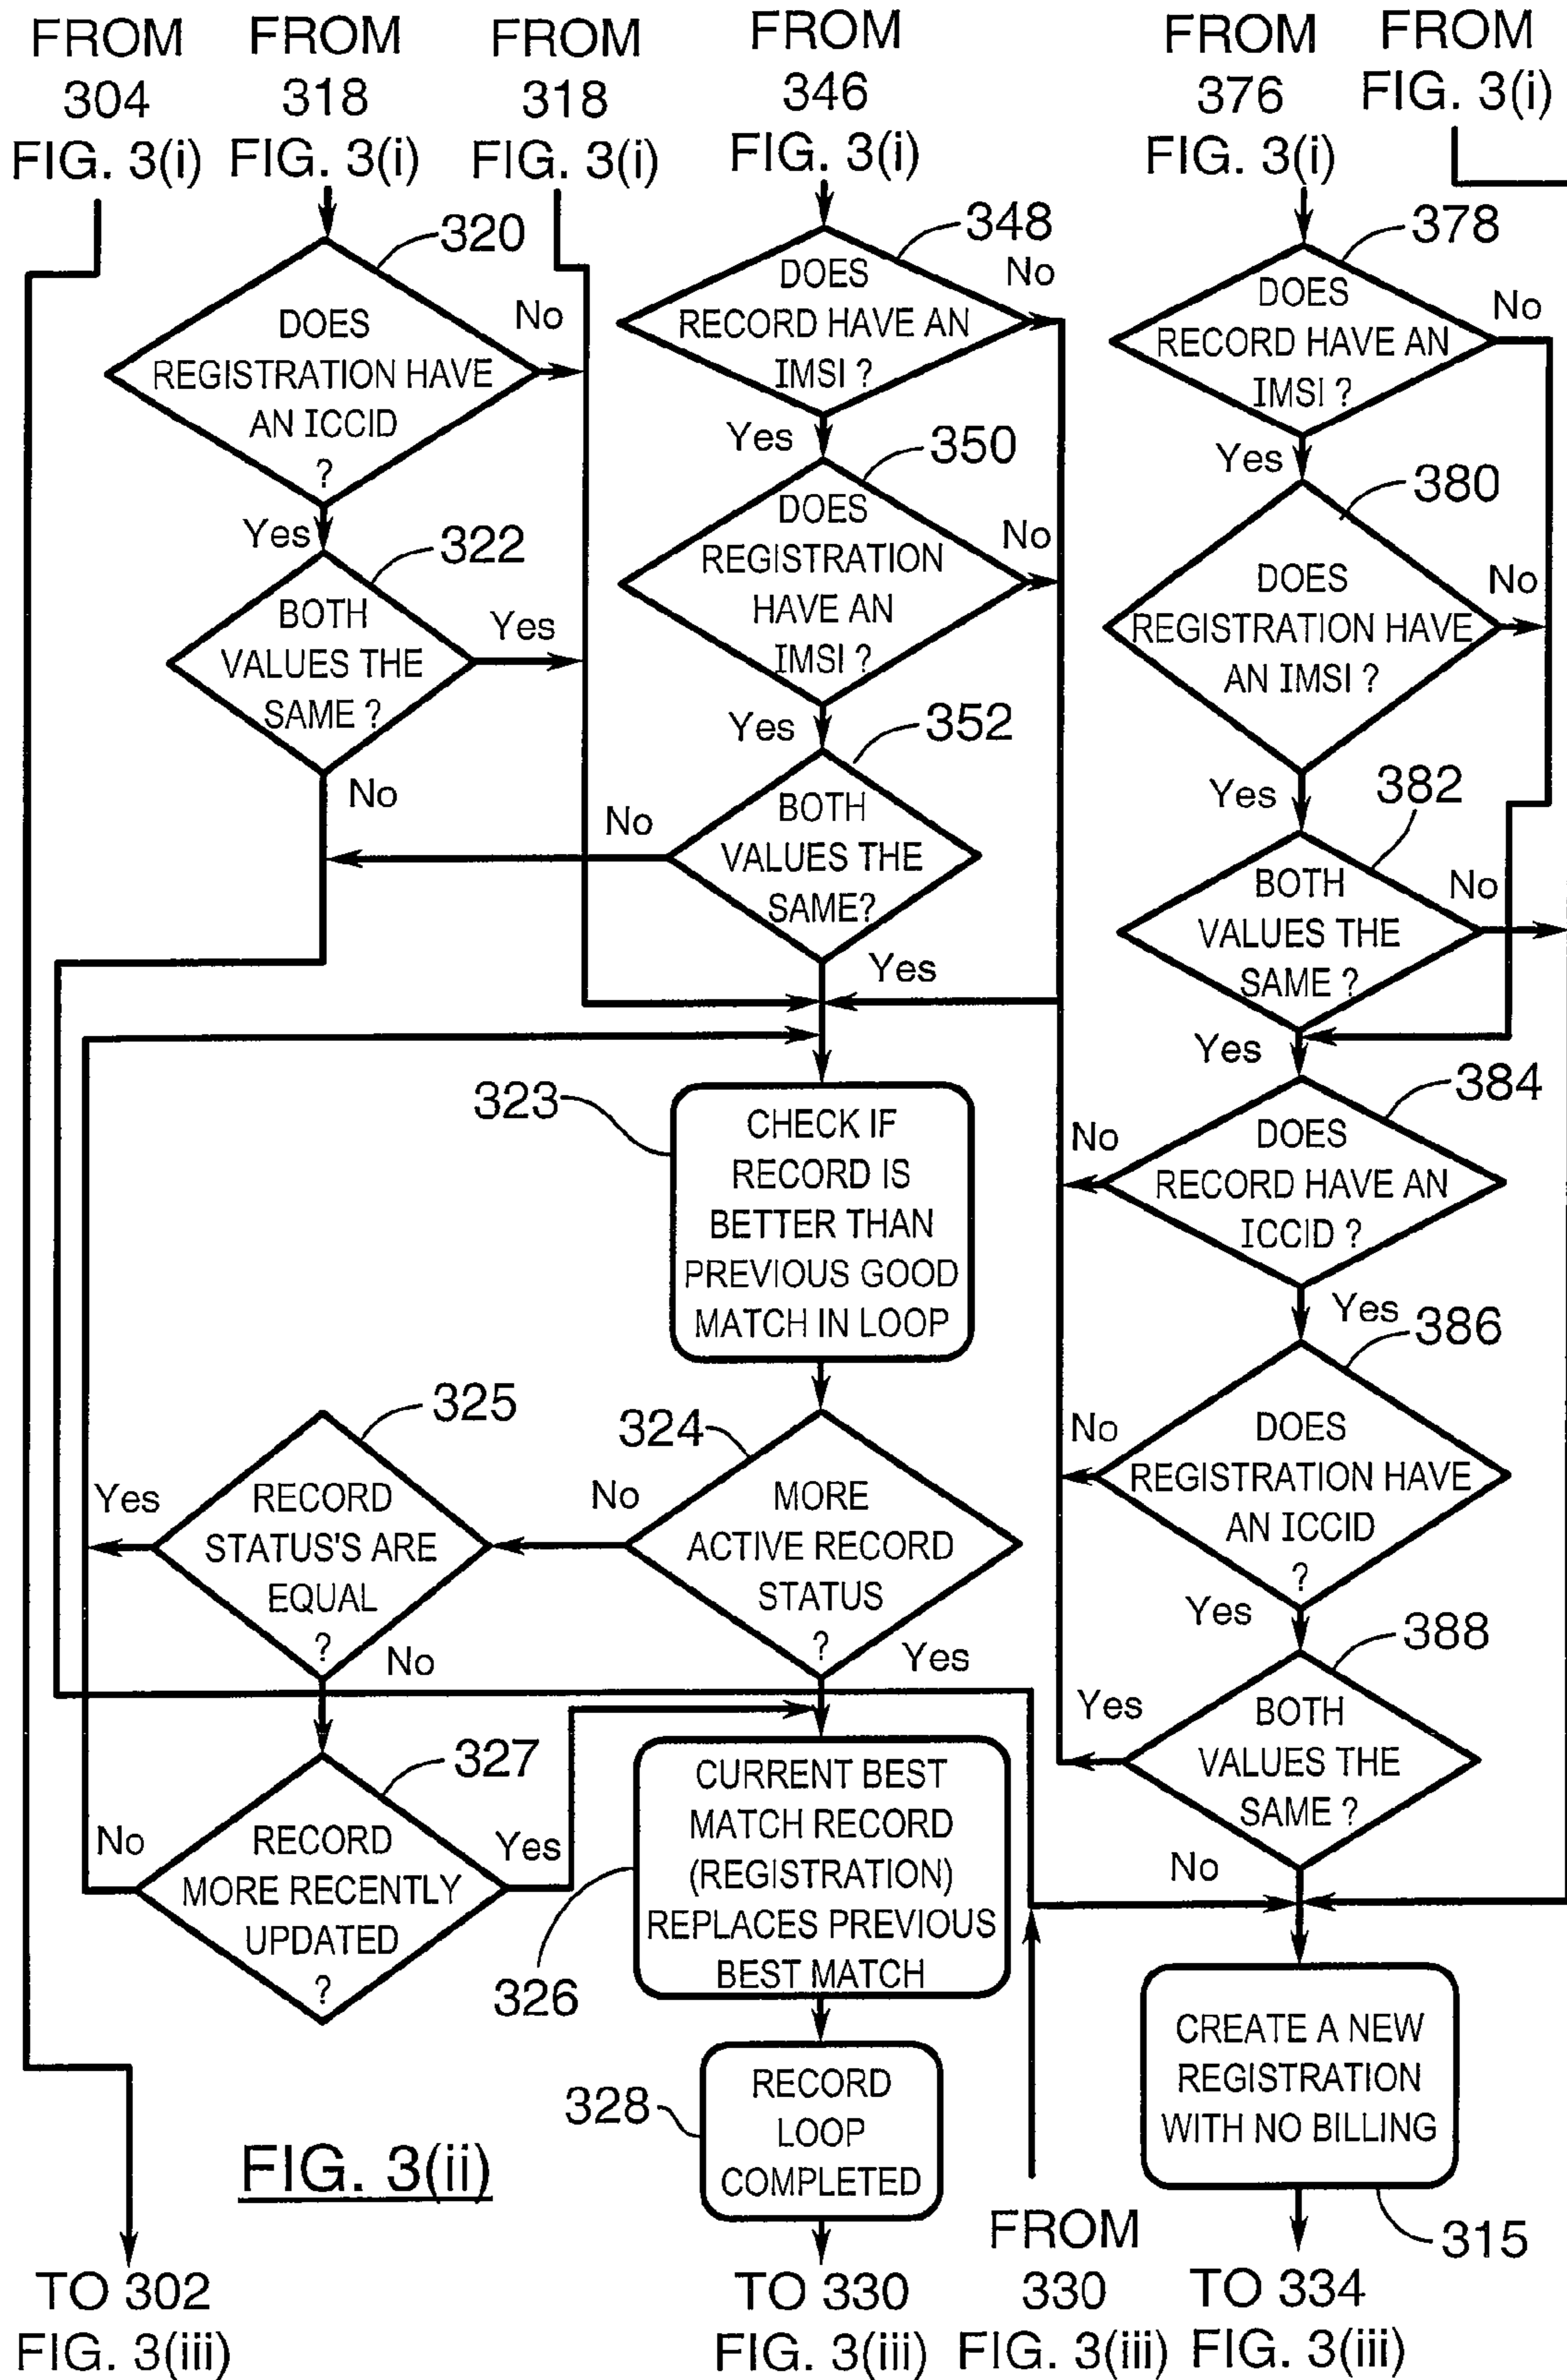 FROM
304
FIG. 3(i)
FROM
318
FIG. 3(i)
FROM
318
FIG. 3(i)
FROM
346
FIG. 3(i)
FROM
376
FIG. 3(i)
FROM
FIG. 3(i)
320
DOES
REGISTRATION HAVE
AN ICCID
?
No
Yes
322
BOTH
VALUES THE
SAME ?
Yes
No
348
DOES
RECORD HAVE AN
IMSI ?
No
Yes
350
DOES
REGISTRATION
HAVE AN
IMSI ?
No
Yes
352
BOTH
VALUES THE
SAME?
No
Yes
378
DOES
RECORD HAVE AN
IMSI ?
No
Yes
380
DOES
REGISTRATION HAVE
AN IMSI ?
No
Yes
382
BOTH
VALUES THE
SAME ?
No
Yes
323
CHECK IF
RECORD IS
BETTER THAN
PREVIOUS GOOD
MATCH IN LOOP
384
DOES
RECORD HAVE AN
ICCID ?
No
Yes
386
DOES
REGISTRATION HAVE
AN ICCID
?
No
Yes
388
BOTH
VALUES THE
SAME ?
Yes
No
325
RECORD
STATUS'S ARE
EQUAL
?
Yes
No
324
MORE
ACTIVE RECORD
STATUS
?
No
Yes
327
RECORD
MORE RECENTLY
UPDATED
?
No
Yes
326
CURRENT BEST
MATCH RECORD
(REGISTRATION)
REPLACES PREVIOUS
BEST MATCH
328
RECORD
LOOP
COMPLETED
CREATE A NEW
REGISTRATION
WITH NO BILLING
315
FIG. 3(ii)
TO 302
FIG. 3(iii)
TO 330
FIG. 3(iii)
FROM
330
FIG. 3(iii)
TO 334
FIG. 3(iii)